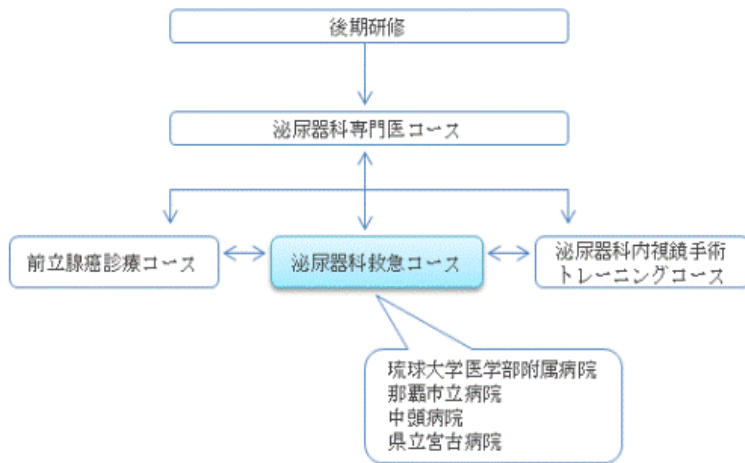 後期研修
泌尿器科専門医コース
前立腺癌診療コース
泌尿器科救急コース
泌尿器科内視鏡手術
トレーニングコース
琉球大学医学部附属病院
那覇市立病院
中頭病院
県立宮古病院